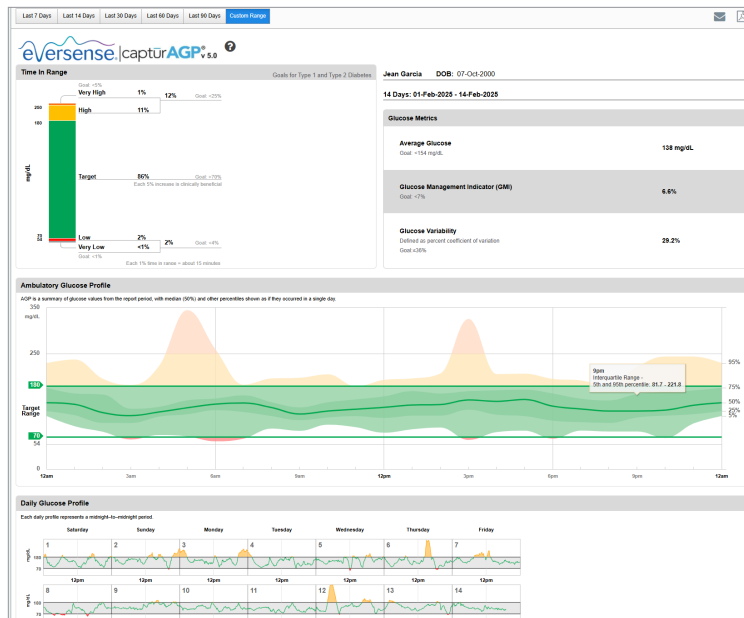 Last 7 Days Last 14 Days Last 30 Days Last 60 Days Last 90 Days Custom Range
eversense. | captūrAGP® v 5.0 ?
Time In Range Goals for Type 1 and Type 2 Diabetes
Goal: <5%
Very High 1%
12% Goal: <25%
200
High 11%
180
mg/dL
Target 86% Goal: >70%
Each 5% increase is clinically beneficial
70
54
Low 2%
2% Goal: <4%
Very Low <1%
Goal: <1%
Each 1% time in range = about 15 minutes
Jean Garcia DOB: 07-Oct-2000
14 Days: 01-Feb-2025 - 14-Feb-2025
Glucose Metrics
Average Glucose
Goal: <154 mg/dL
138 mg/dL
Glucose Management Indicator (GMI)
Goal: <7%
6.6%
Glucose Variability
Defined as percent coefficient of variation
Goal: ≤36%
29.2%
Ambulatory Glucose Profile
AGP is a summary of glucose values from the report period, with median (50%) and other percentiles shown as if they occurred in a single day.
350
mg/dL
250
180
Target
Range
70
54
0
95%
75%
50%
25%
5%
9pm
Interquartile Range -
5th and 95th percentile: 81.7 - 221.8
12am 3am 6am 9am 12pm 3pm 6pm 9pm 12am
Daily Glucose Profile
Each daily profile represents a midnight-to-midnight period.
Saturday Sunday Monday Tuesday Wednesday Thursday Friday
1 2 3 4 5 6 7
mg/dL
180
70
12pm 12pm 12pm 12pm 12pm 12pm 12pm
8 9 10 11 12 13 14
mg/dL
180
70